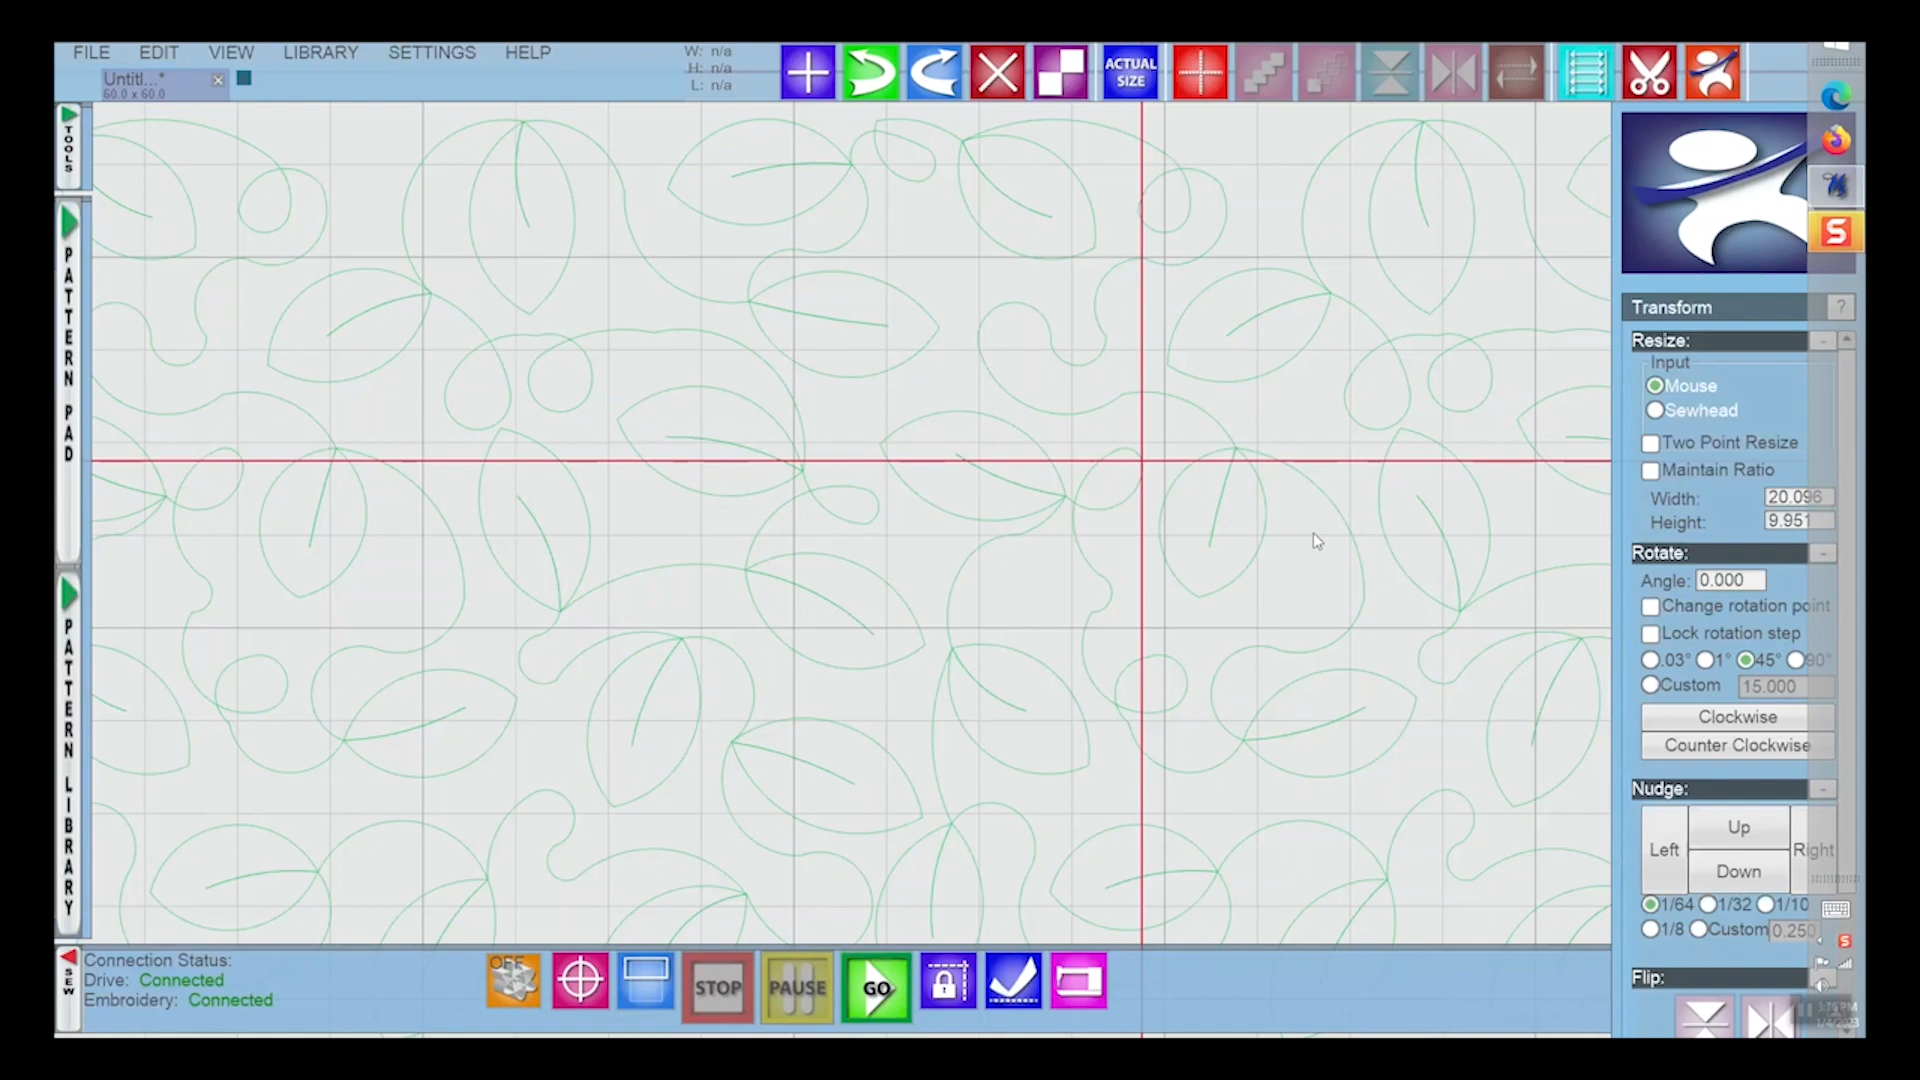 FILE EDIT VIEW LIBRARY SETTINGS HELP
Untitl...*
60.0 x 60.0
W: n/a
H: n/a
L: n/a
ACTUAL
SIZE
TOOLS
PATTERN PAD
PATTERN LIBRARY
SEW
Transform ?
Resize: -
Input
Mouse
Sewhead
Two Point Resize
Maintain Ratio
Width: 20.096
Height: 9.951
Rotate: -
Angle: 0.000
Change rotation point
Lock rotation step
.03° 1° 45° 90°
Custom 15.000
Clockwise
Counter Clockwise
Nudge: -
Left Up Right
Down
1/64 1/32 1/10
1/8 Custom 0.250
Flip:
Connection Status:
Drive: Connected
Embroidery: Connected
OFF
STOP
PAUSE
GO
S
S
1/4/2023